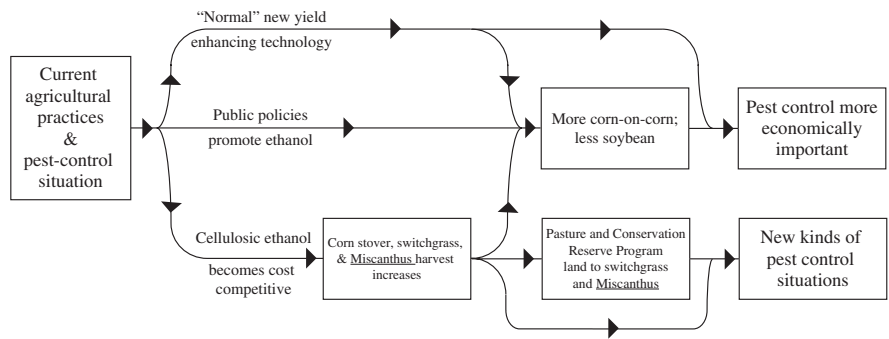 “Normal” new yield
enhancing technology
Current
agricultural
practices
&
pest-control
situation
Public policies
promote ethanol
More corn-on-corn;
less soybean
Pest control more
economically
important
Cellulosic ethanol
becomes cost
competitive
Corn stover, switchgrass,
& Miscanthus harvest
increases
Pasture and Conservation
Reserve Program
land to switchgrass
and Miscanthus
New kinds of
pest control
situations